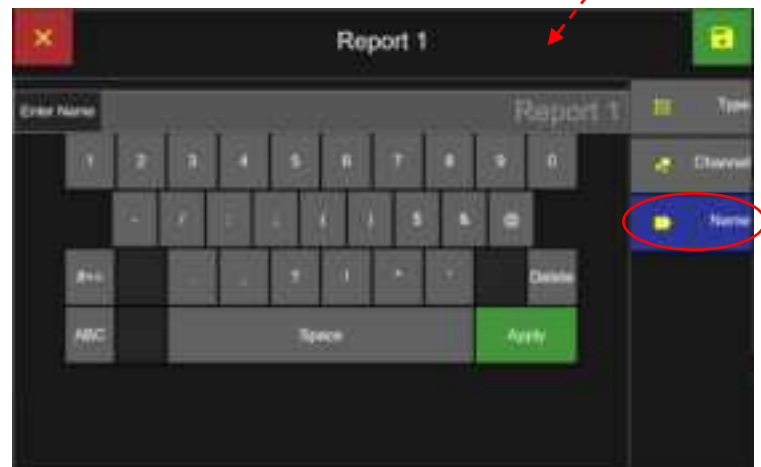 Report 1
Enter Name
Report 1
Type
1 2 3 4 5 6 7 8 9 0
Channel
- / : ; ( ) $ & @
Name
#+=
. , ? !
Delete
ABC
Space
Apply